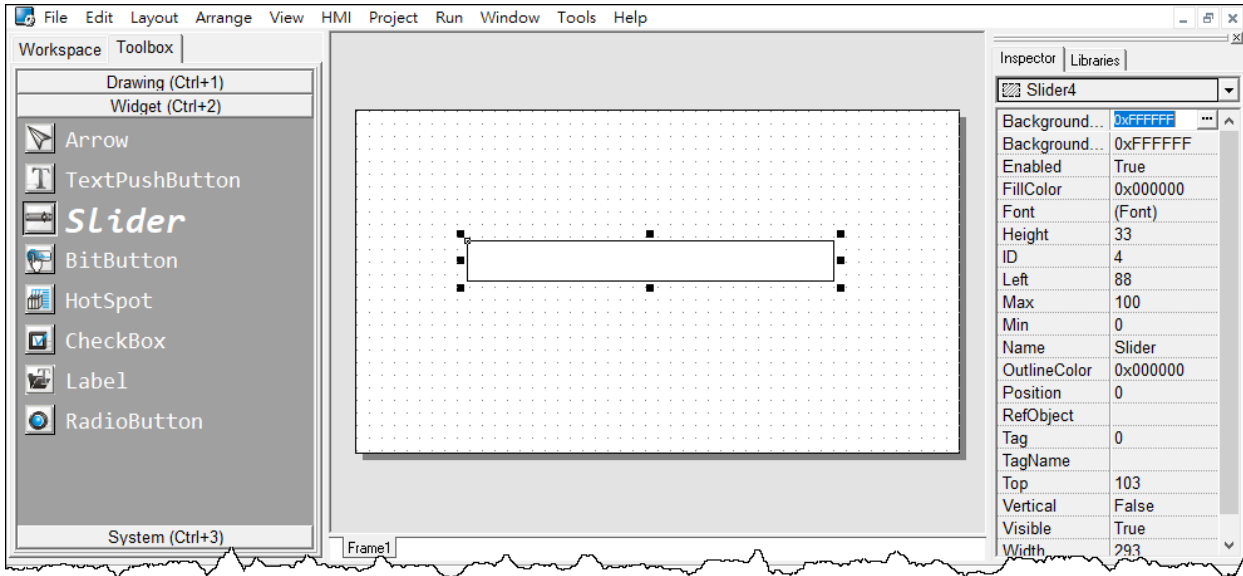 File Edit Layout Arrange View HMI Project Run Window Tools Help
Workspace Toolbox
Drawing (Ctrl+1)
Widget (Ctrl+2)
Arrow
TextPushButton
Slider
BitButton
HotSpot
CheckBox
Label
RadioButton
System (Ctrl+3)
Frame1
Inspector Libraries
Slider4
Background... 0xFFFFFF ...
Background... 0xFFFFFF
Enabled True
FillColor 0x000000
Font (Font)
Height 33
ID 4
Left 88
Max 100
Min 0
Name Slider
OutlineColor 0x000000
Position 0
RefObject
Tag 0
TagName
Top 103
Vertical False
Visible True
Width 293